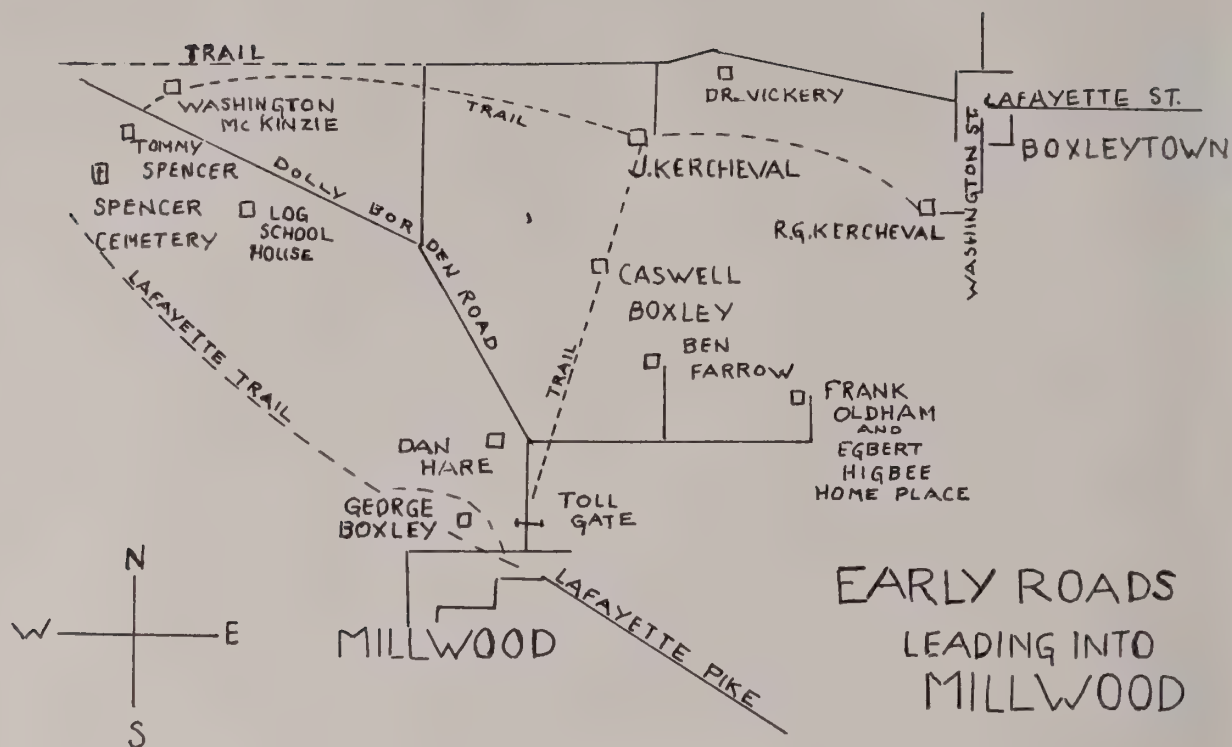 TRAIL
WASHINGTON
MCKINZIE
TRAIL
DR. VICKERY
LAFAYETTE ST.
WASHINGTON ST.
BOXLEYTOWN
TOMMY
SPENCER
SPENCER
CEMETERY
LOG
SCHOOL
HOUSE
DOLLY BORDEN ROAD
J. KERCHEVAL
R.G. KERCHEVAL
LAFAYETTE TRAIL
CASWELL
BOXLEY
TRAIL
BEN
FARROW
FRANK
OLDHAM
AND
EGBERT
HIGBEE
HOME PLACE
DAN
HARE
GEORGE
BOXLEY
TOLL
GATE
LAFAYETTE PIKE
MILLWOOD
N
W
E
S
EARLY ROADS
LEADING INTO
MILLWOOD